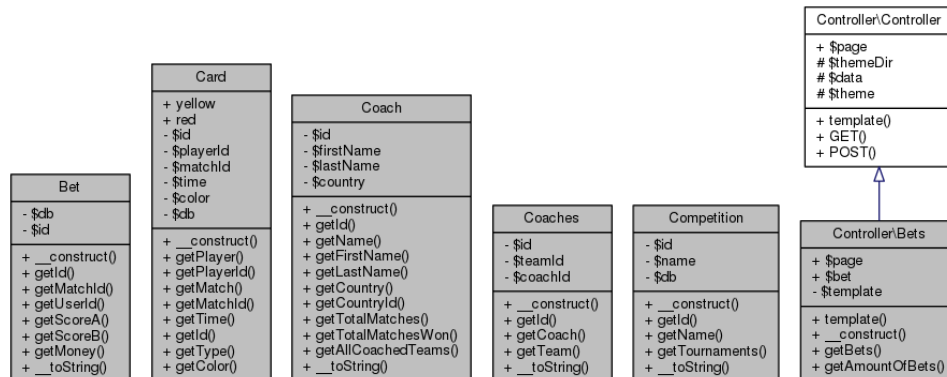 Bet
- $db
- $id
+ __construct()
+ getId()
+ getMatchId()
+ getUserId()
+ getScoreA()
+ getScoreB()
+ getMoney()
+ __toString()
Card
+ yellow
+ red
- $id
- $playerId
- $matchId
- $time
- $color
- $db
+ __construct()
+ getPlayer()
+ getPlayerId()
+ getMatch()
+ getMatchId()
+ getTime()
+ getId()
+ getType()
+ getColor()
Coach
- $id
- $firstName
- $lastName
- $country
+ __construct()
+ getId()
+ getName()
+ getFirstName()
+ getLastName()
+ getCountry()
+ getCountryId()
+ getTotalMatches()
+ getTotalMatchesWon()
+ getAllCoachedTeams()
+ __toString()
Coaches
- $id
- $teamId
- $coachId
+ __construct()
+ getId()
+ getCoach()
+ getTeam()
+ __toString()
Competition
- $id
- $name
- $db
+ __construct()
+ getId()
+ getName()
+ getTournaments()
+ __toString()
Controller\Controller
+ $page
# $themeDir
# $data
# $theme
+ template()
+ GET()
+ POST()
Controller\Bets
+ $page
+ $bet
- $template
+ template()
+ __construct()
+ getBets()
+ getAmountOfBets()